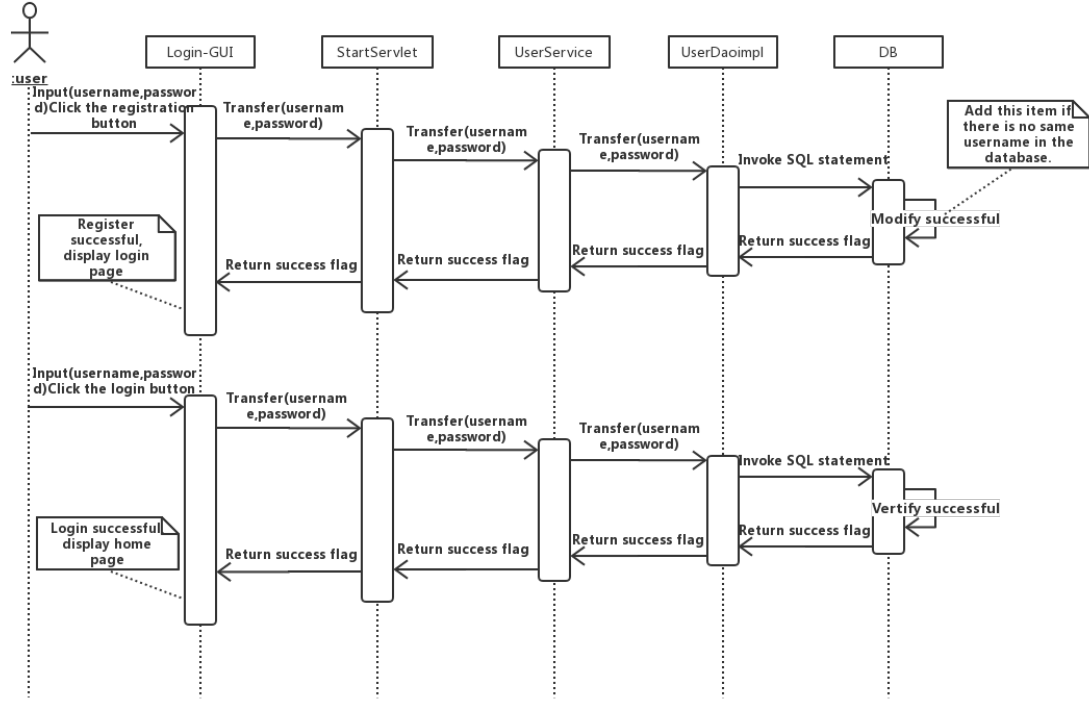 Login-GUI
StartServlet
UserService
UserDaoimpl
DB
:user
Input(username,passwor
d)Click the registration
button
Transfer(usernam
e,password)
Transfer(usernam
e,password)
Transfer(usernam
e,password)
Invoke SQL statement
Add this item if
there is no same
username in the
database.
Modify successful
Register
successful,
display login
page
Return success flag
Return success flag
Return success flag
Return success flag
Input(username,passwor
d)Click the login button
Transfer(usernam
e,password)
Transfer(usernam
e,password)
Transfer(usernam
e,password)
Invoke SQL statement
Vertify successful
Login successful,
display home
page
Return success flag
Return success flag
Return success flag
Return success flag